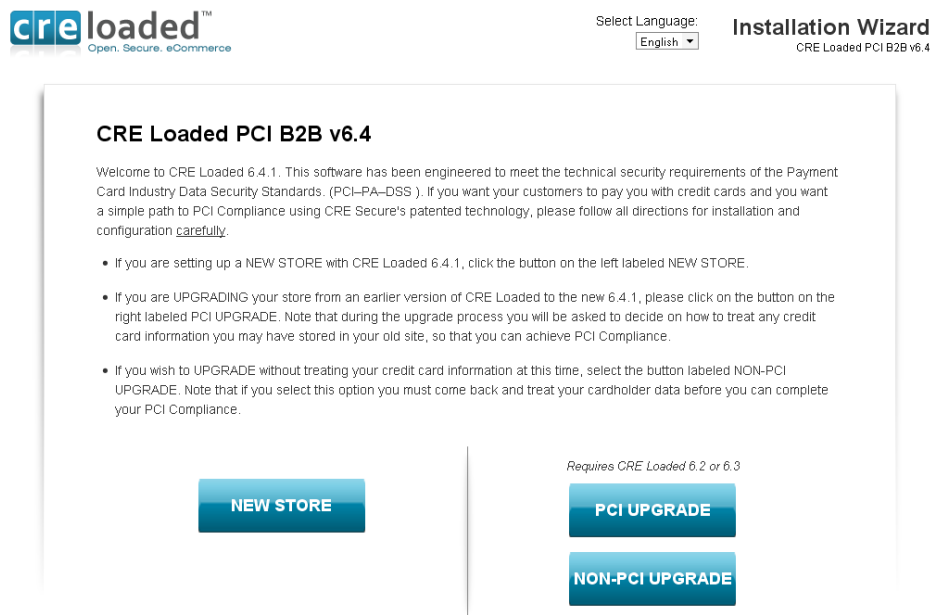 cre loaded™
Open. Secure. eCommerce
Select Language:
English
Installation Wizard
CRE Loaded PCI B2B v6.4
CRE Loaded PCI B2B v6.4
Welcome to CRE Loaded 6.4.1. This software has been engineered to meet the technical security requirements of the Payment
Card Industry Data Security Standards. (PCI–PA–DSS ). If you want your customers to pay you with credit cards and you want
a simple path to PCI Compliance using CRE Secure's patented technology, please follow all directions for installation and
configuration carefully.
• If you are setting up a NEW STORE with CRE Loaded 6.4.1, click the button on the left labeled NEW STORE.
• If you are UPGRADING your store from an earlier version of CRE Loaded to the new 6.4.1, please click on the button on the
right labeled PCI UPGRADE. Note that during the upgrade process you will be asked to decide on how to treat any credit
card information you may have stored in your old site, so that you can achieve PCI Compliance.
• If you wish to UPGRADE without treating your credit card information at this time, select the button labeled NON-PCI
UPGRADE. Note that if you select this option you must come back and treat your cardholder data before you can complete
your PCI Compliance.
Requires CRE Loaded 6.2 or 6.3
NEW STORE
PCI UPGRADE
NON-PCI UPGRADE